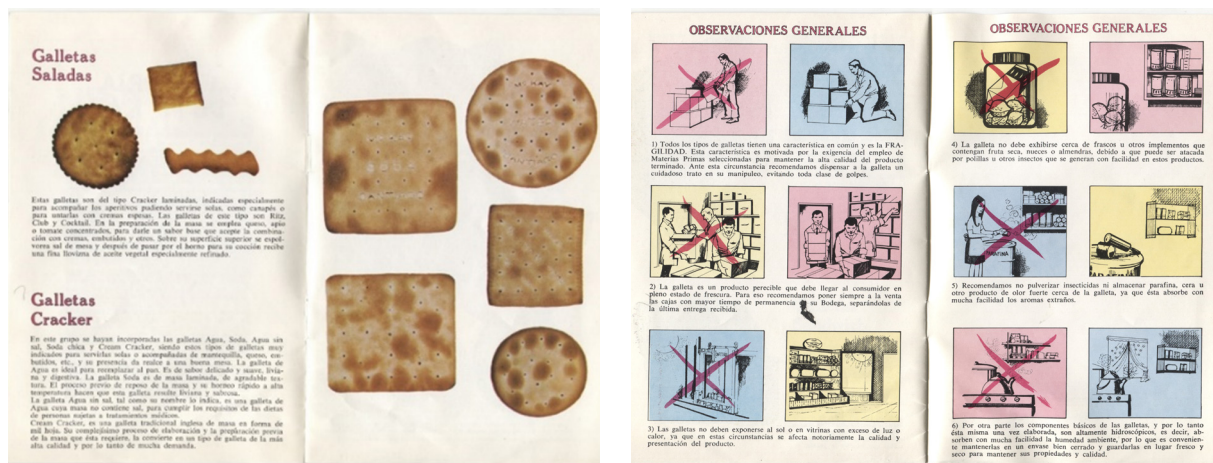 Galletas
Saladas
Estas galletas son del tipo Cracker laminadas, indicadas especialmente
para acompañar los aperitivos pudiendo servirse solas, como canapés o
para untarlas con cremas espesas. Las galletas de este tipo son Ritz,
Club y Cocktail. En la preparación de la masa se emplea queso, apio
o tomate concentrados, para darle un sabor base que acepte la combina-
ción con cremas, embutidos y otros. Sobre su superficie superior se espol-
verea sal de mesa y después de pasar por el horno para su cocción recibe
una fina llovizna de aceite vegetal especialmente refinado.
Galletas
Cracker
En este grupo se hayan incorporadas las galletas Agua, Soda, Agua sin
sal, Soda chica y Cream Cracker, siendo estos tipos de galletas muy
indicados para servirlas solas o acompañadas de mantequilla, queso, em-
butidos, etc., y su presencia da realce a una buena mesa. La galleta de
Agua es ideal para reemplazar al pan. Es de sabor delicado y suave, livia-
na y digestiva. La galleta Soda es de masa laminada, de agradable tex-
tura. El proceso previo de reposo de la masa y su horneo rápido a alta
temperatura hacen que esta galleta resulte liviana y sabrosa.
La galleta Agua sin sal, tal como su nombre lo indica, es una galleta de
Agua cuya masa no contiene sal, para cumplir los requisitos de las dietas
de personas sujetas a tratamientos médicos.
Cream Cracker, es una galleta tradicional inglesa de masa en forma de
mil hoja. Su complejísimo proceso de elaboración y la preparación previa
de la masa que ésta requiere, la convierte en un tipo de galleta de la más
alta calidad y por lo tanto de mucha demanda.
OBSERVACIONES GENERALES
1) Todos los tipos de galletas tienen una característica en común y es la FRA-
GILIDAD. Esta característica es motivada por la exigencia del empleo de
Materias Primas seleccionadas para mantener la alta calidad del producto
terminado. Ante esta circunstancia recomendamos dispensar a la galleta un
cuidadoso trato en su manipuleo, evitando toda clase de golpes.
2) La galleta es un producto perecible que debe llegar al consumidor en
pleno estado de frescura. Para eso recomendamos poner siempre a la venta
las cajas con mayor tiempo de permanencia su Bodega, separándolas de
la última entrega recibida.
3) Las galletas no deben exponerse al sol o en vitrinas con exceso de luz o
calor, ya que en estas circunstancias se afecta notoriamente la calidad y
presentación del producto.
OBSERVACIONES GENERALES
4) La galleta no debe exhibirse cerca de frascos u otros implementos que
contengan fruta seca, nueces o almendras, debido a que puede ser atacada
por polillas u otros insectos que se generan con facilidad en estos productos.
PARAFINA
5) Recomendamos no pulverizar insecticidas ni almacenar parafina, cera u
otro producto de olor fuerte cerca de la galleta, ya que ésta absorbe con
mucha facilidad los aromas extraños.
6) Por otra parte los componentes básicos de las galletas, y por lo tanto
ésta misma una vez elaborada, son altamente hidroscópicos, es decir, ab-
sorben con mucha facilidad la humedad ambiente, por lo que es convenien-
te mantenerlas en un envase bien cerrado y guardarlas en lugar fresco y
seco para mantener sus propiedades y calidad.